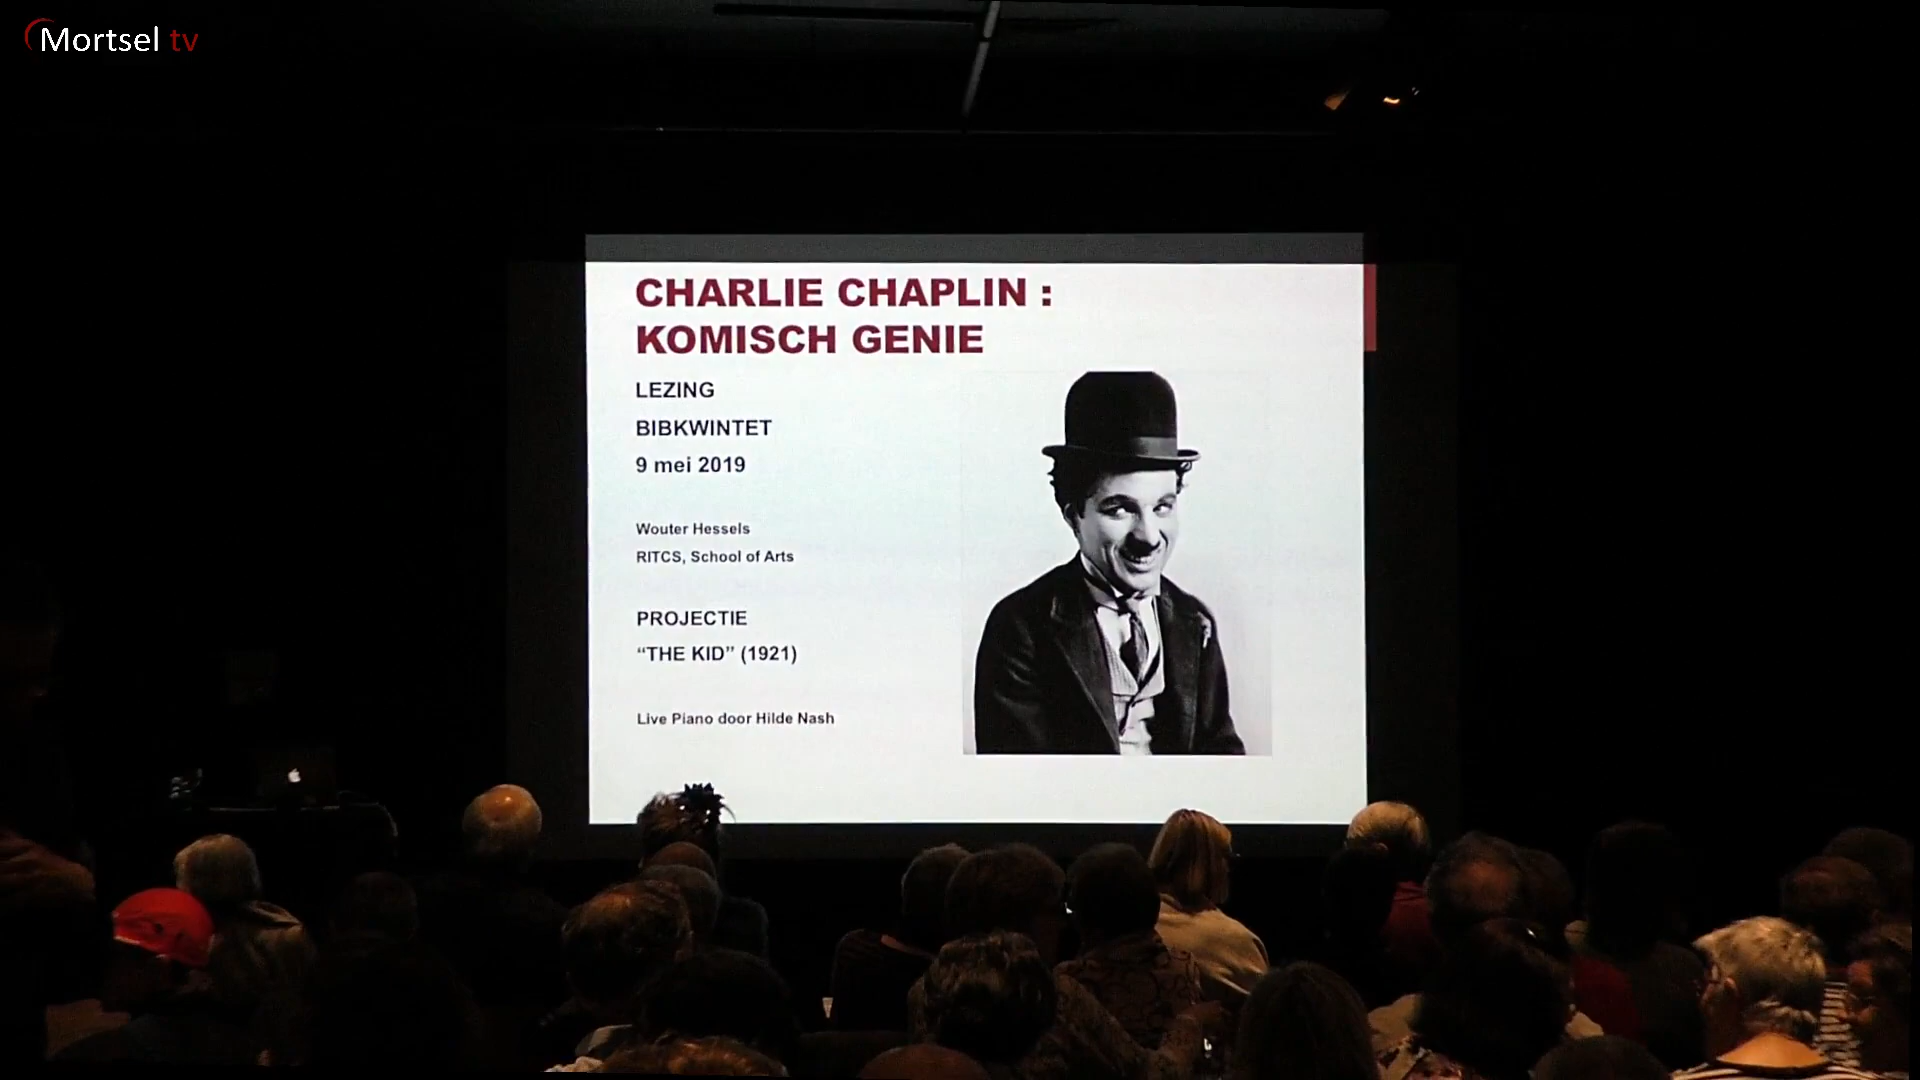 Mortsel tv
CHARLIE CHAPLIN :
KOMISCH GENIE
LEZING
BIBKWINTET
9 mei 2019
Wouter Hessels
RITCS, School of Arts
PROJECTIE
“THE KID” (1921)
Live Piano door Hilde Nash